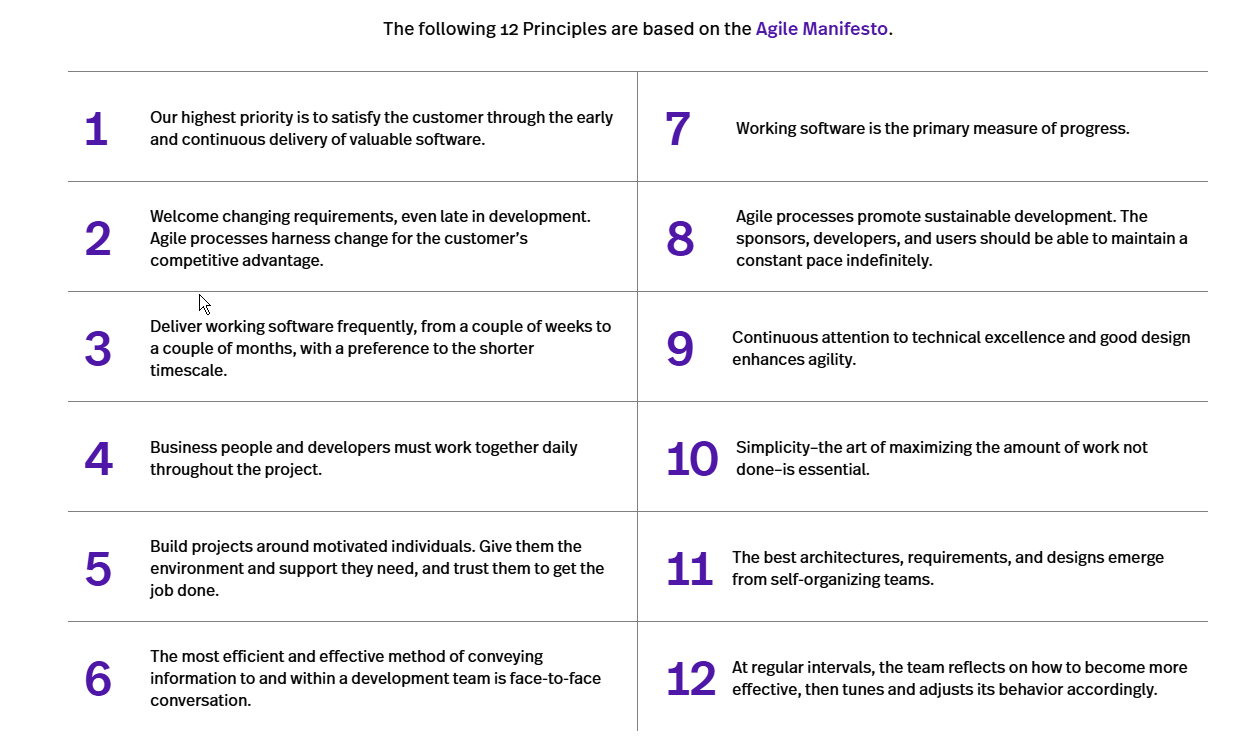 The following 12 Principles are based on the Agile Manifesto.
1
Our highest priority is to satisfy the customer through the early
and continuous delivery of valuable software.
2
Welcome changing requirements, even late in development.
Agile processes harness change for the customer’s
competitive advantage.
3
Deliver working software frequently, from a couple of weeks to
a couple of months, with a preference to the shorter
timescale.
4
Business people and developers must work together daily
throughout the project.
5
Build projects around motivated individuals. Give them the
environment and support they need, and trust them to get the
job done.
6
The most efficient and effective method of conveying
information to and within a development team is face-to-face
conversation.
7
Working software is the primary measure of progress.
8
Agile processes promote sustainable development. The
sponsors, developers, and users should be able to maintain a
constant pace indefinitely.
9
Continuous attention to technical excellence and good design
enhances agility.
10
Simplicity–the art of maximizing the amount of work not
done–is essential.
11
The best architectures, requirements, and designs emerge
from self-organizing teams.
12
At regular intervals, the team reflects on how to become more
effective, then tunes and adjusts its behavior accordingly.